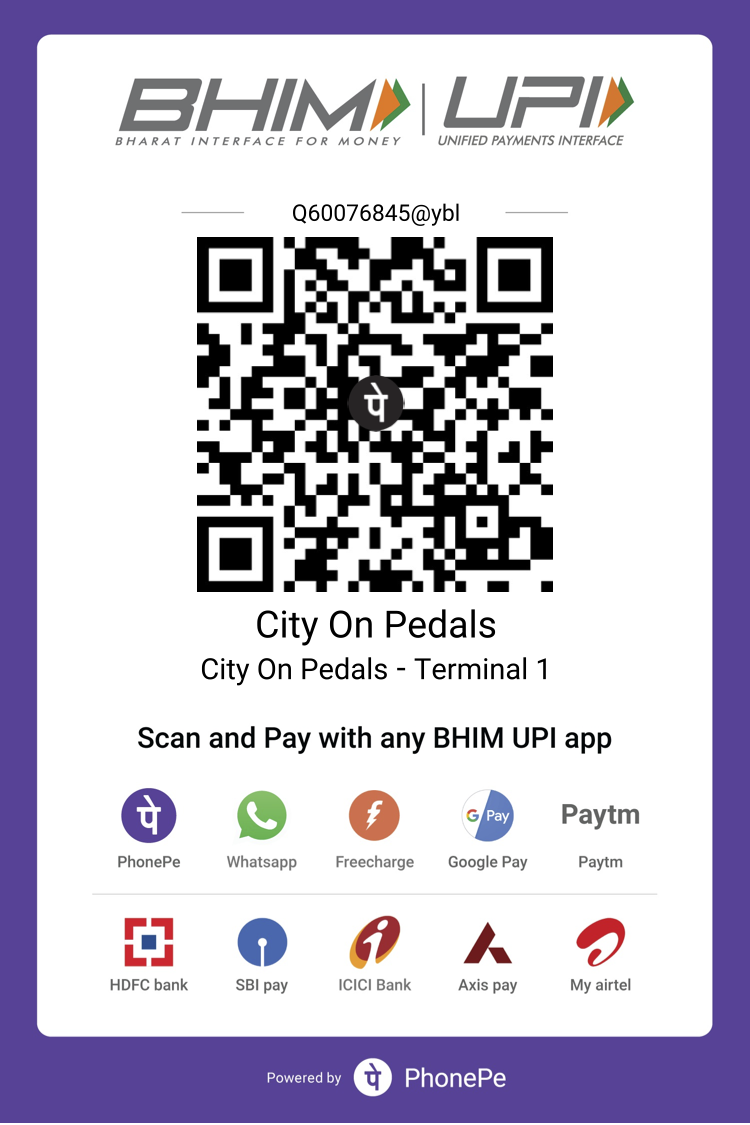 BHIM UPI
BHARAT INTERFACE FOR MONEY UNIFIED PAYMENTS INTERFACE
Q60076845@ybl
पे
City On Pedals
City On Pedals - Terminal 1
Scan and Pay with any BHIM UPI app
पे G Pay Paytm
PhonePe Whatsapp Freecharge Google Pay Paytm
HDFC bank SBI pay ICICI Bank Axis pay My airtel
Powered by पे PhonePe